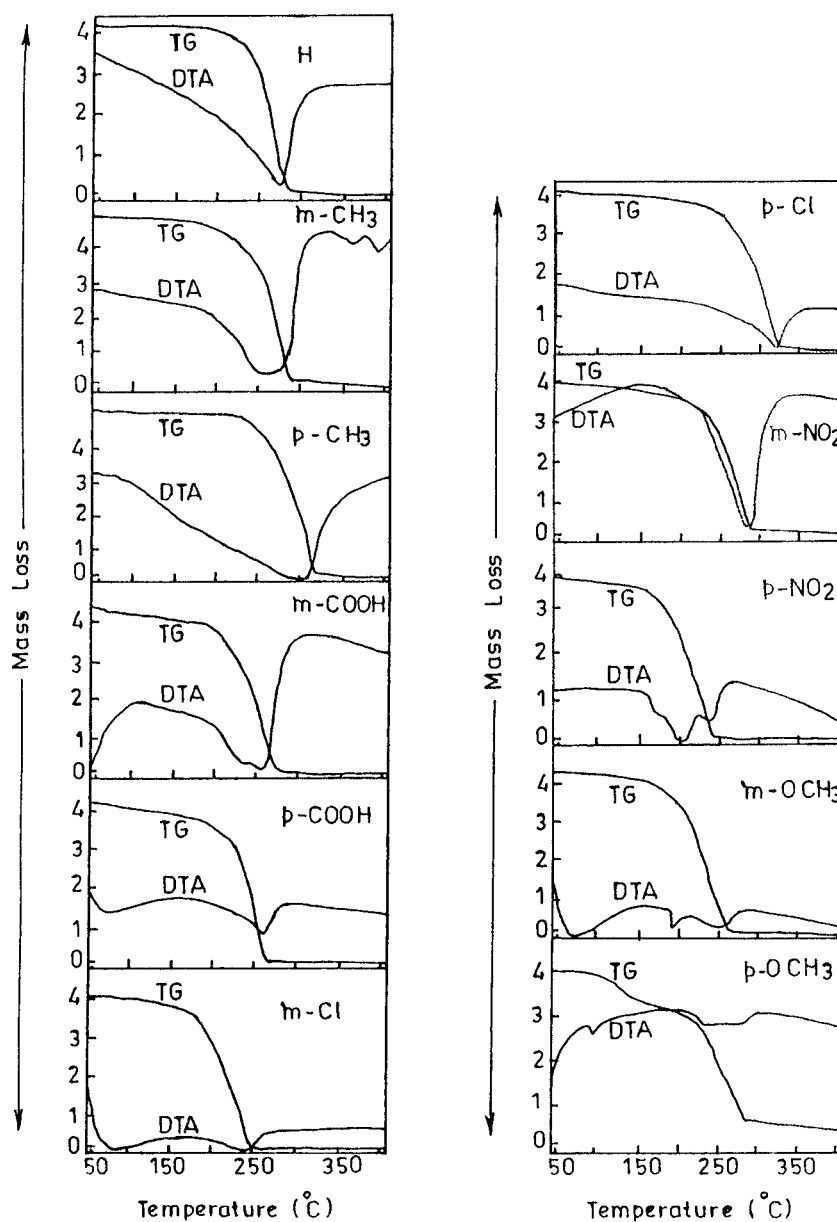 4
TG
H
3
DTA
2
1
0
m-CH3
4
TG
3
DTA
2
1
0
p-CH3
4
TG
3
DTA
2
1
0
m-COOH
4
TG
3
2
DTA
1
0
p-COOH
4
TG
3
2
DTA
1
0
m-Cl
4
TG
3
2
1
DTA
0
50
150
250
350
Temperature (°C)
Mass Loss
4
p-Cl
TG
3
2
DTA
1
0
4
TG
3
DTA
m-NO2
2
1
0
p-NO2
4
TG
3
2
DTA
1
0
m-OCH3
4
TG
3
2
1
DTA
0
p-OCH3
4
TG
3
DTA
2
1
0
50
150
250
350
Temperature (°C)
Mass Loss